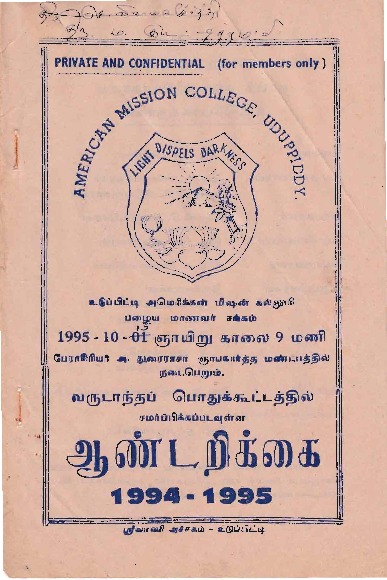 PRIVATE AND CONFIDENTIAL (for members only)
AMERICAN MISSION COLLEGE, UDUPPIDDY.
LIGHT DISPELS DARKNESS
உடுப்பிட்டி அமெரிக்கன் மிஷன் கல்லூரி
பழைய மாணவர் சங்கம்
1995 - 10 - 01 ஞாயிறு காலை 9 மணி
பேராசிரியர் அ. துரைராசா ஞாபகார்த்த மண்டபத்தில்
நடைபெறும்.
வருடாந்தப் பொதுக்கூட்டத்தில்
சமர்ப்பிக்கப்படவுள்ள
ஆண்டறிக்கை
1994 - 1995
ஸ்ரீவாணி அச்சகம் - உடுப்பிட்டி